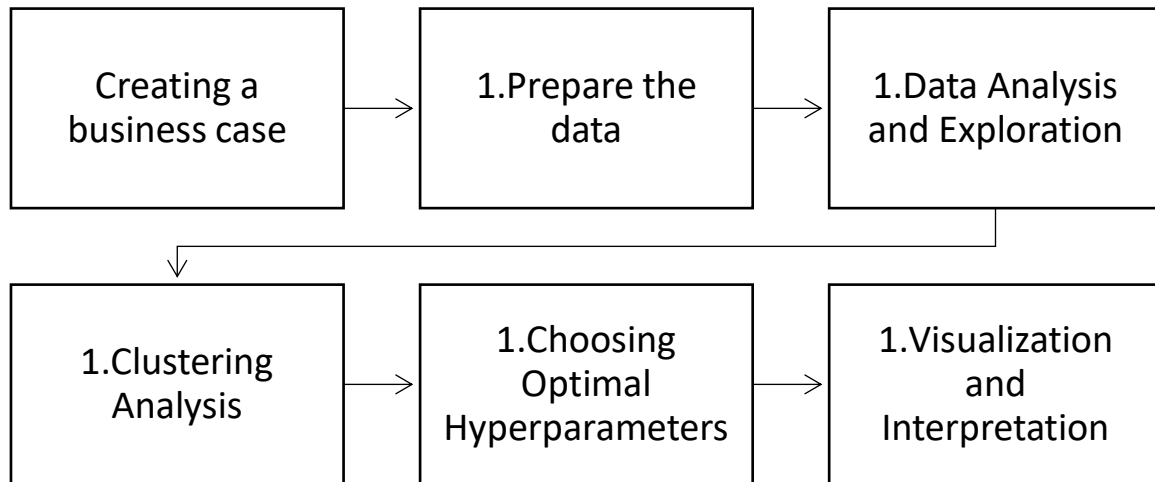 Creating a
business case
1.Prepare the
data
1.Data Analysis
and Exploration
1.Clustering
Analysis
1.Choosing
Optimal
Hyperparameters
1.Visualization
and
Interpretation